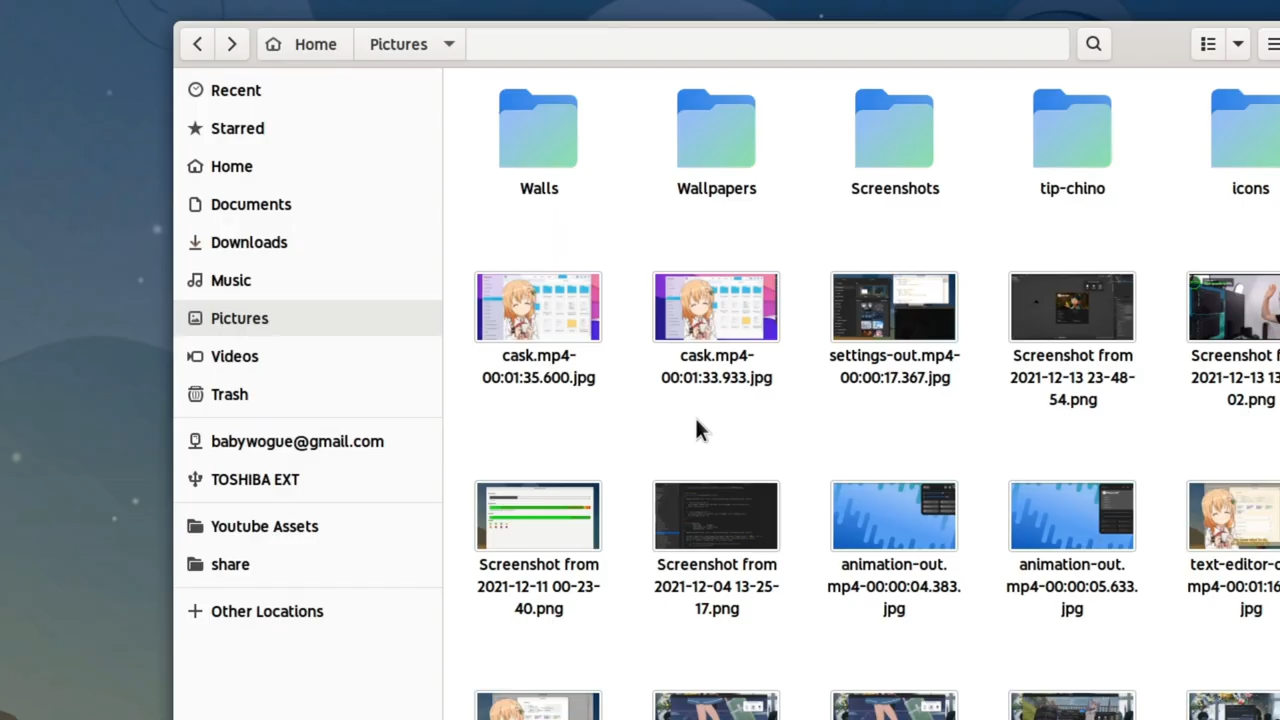 Home
Pictures
Recent
Starred
Home
Documents
Downloads
Music
Pictures
Videos
Trash
babywogue@gmail.com
TOSHIBA EXT
Youtube Assets
share
Other Locations
Walls
Wallpapers
Screenshots
tip-chino
icons
cask.mp4-
00:01:35.600.jpg
cask.mp4-
00:01:33.933.jpg
settings-out.mp4-
00:00:17.367.jpg
Screenshot from
2021-12-13 23-48-
54.png
Screenshot f
2021-12-13 13
02.png
Screenshot from
2021-12-11 00-23-
40.png
Screenshot from
2021-12-04 13-25-
17.png
animation-out.
mp4-00:00:04.383.
jpg
animation-out.
mp4-00:00:05.633.
jpg
text-editor-o
mp4-00:01:16
jpg